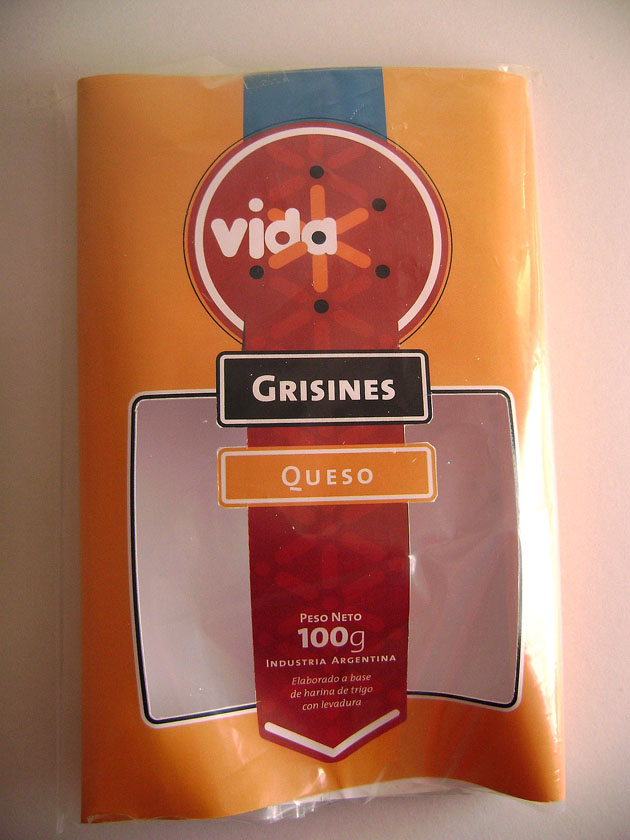 vida
GRISINES
QUESO
PESO NETO
100g
INDUSTRIA ARGENTINA
Elaborado a base
de harina de trigo
con levadura